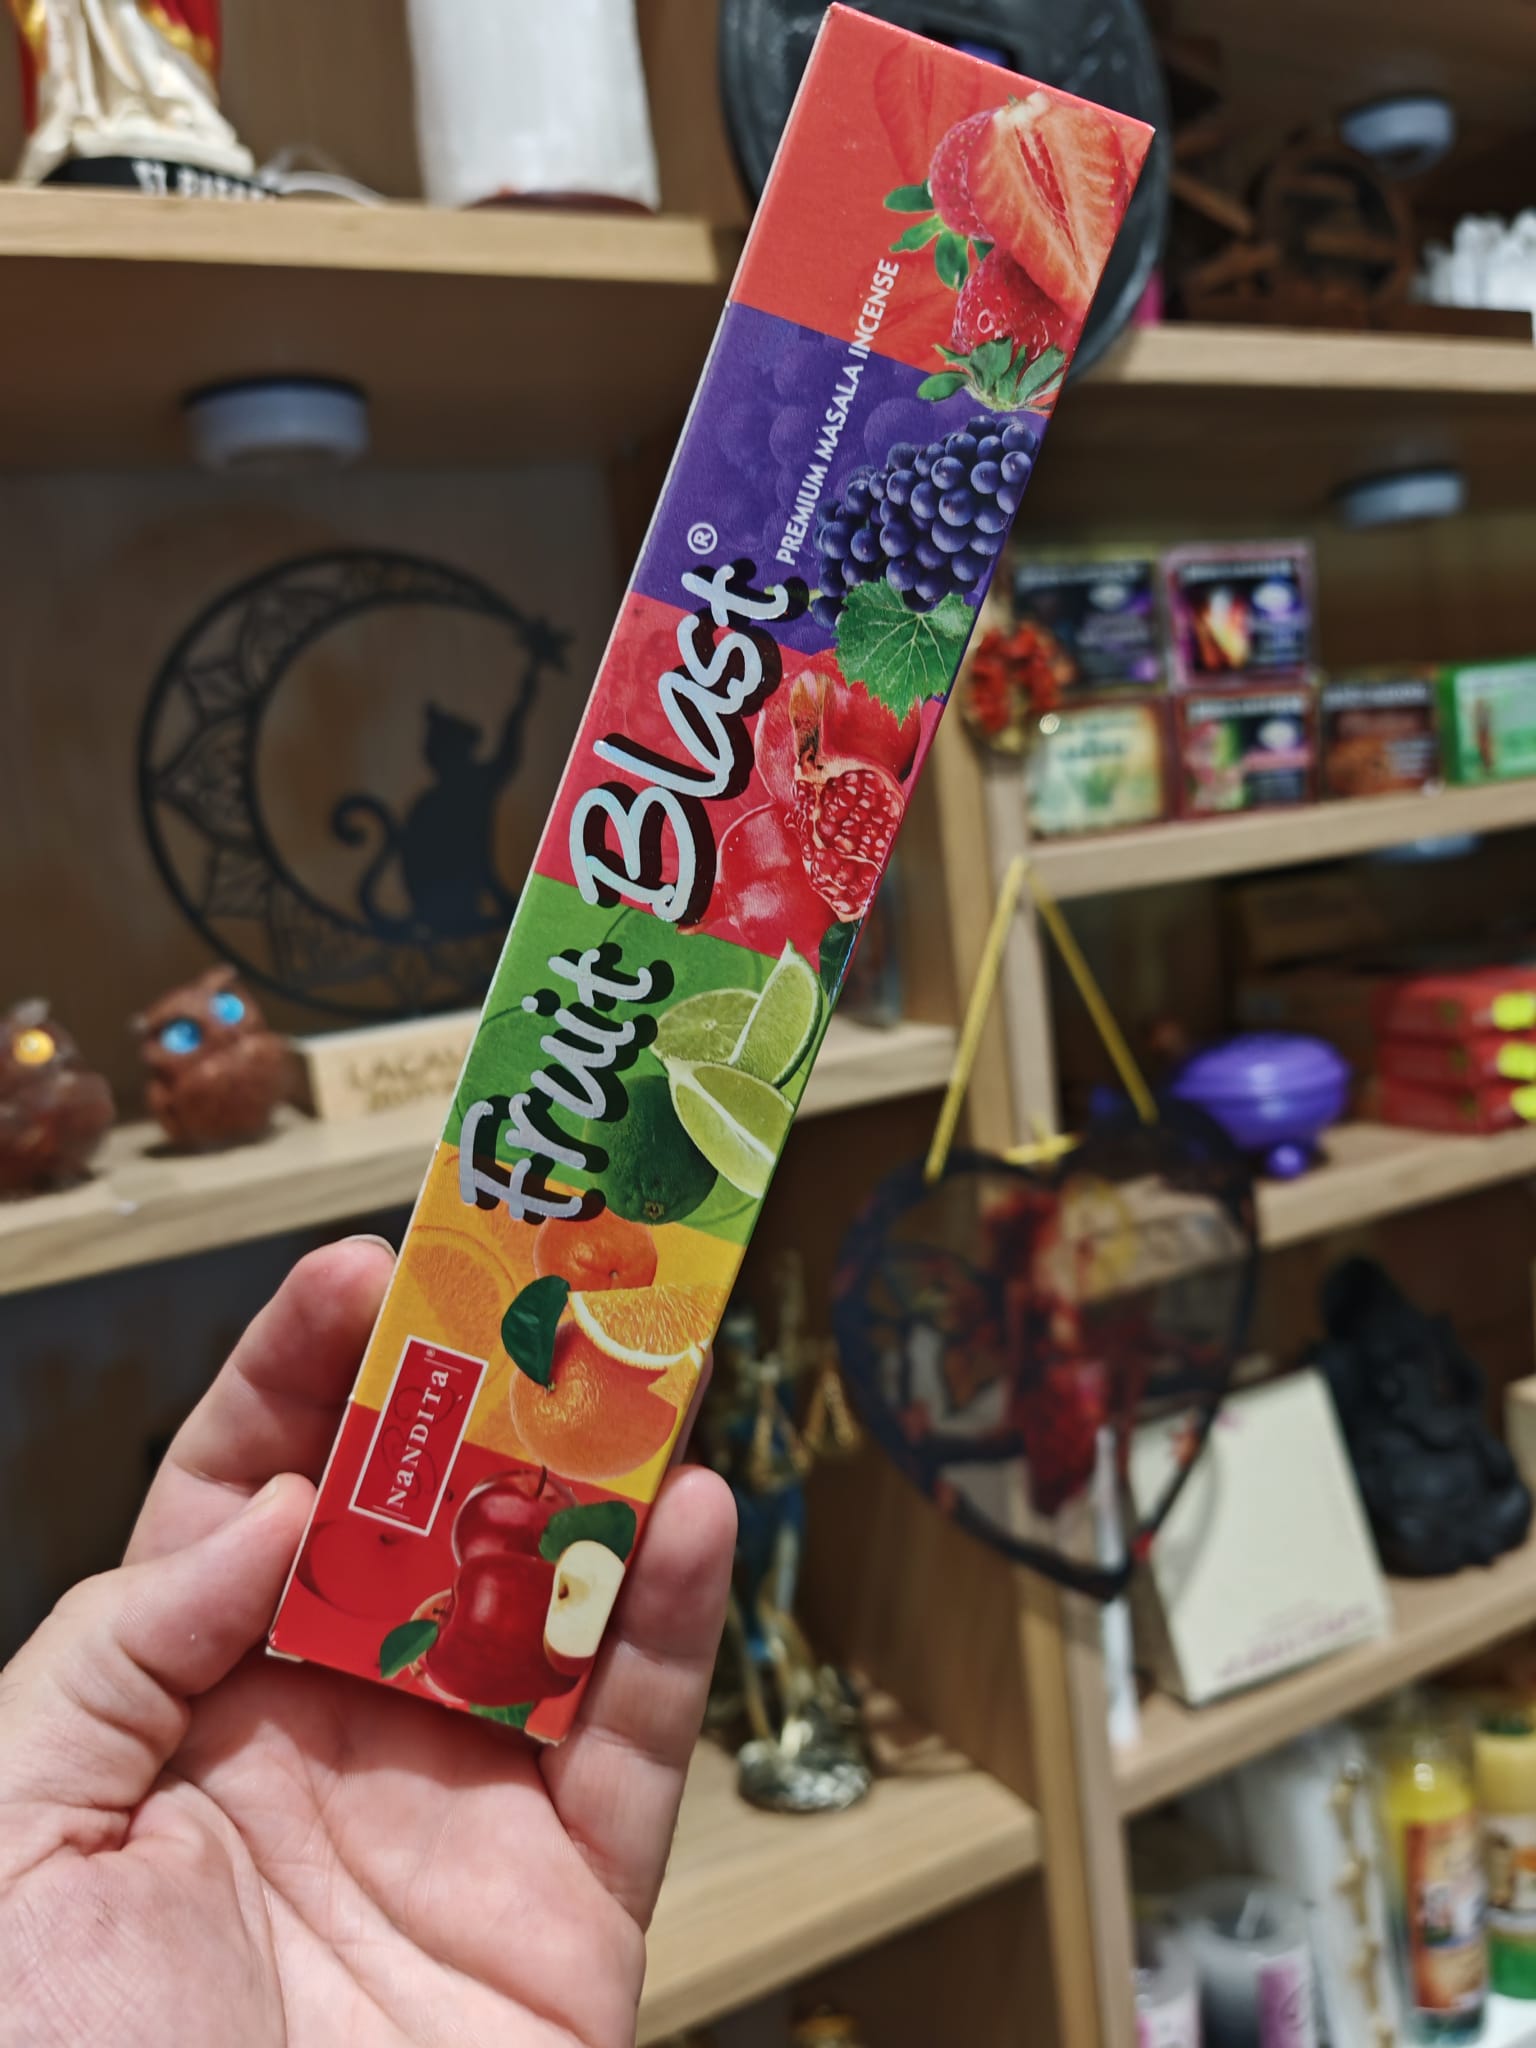 PREMIUM MASALA INCENSE
Fruit Blast®
NANDITA®